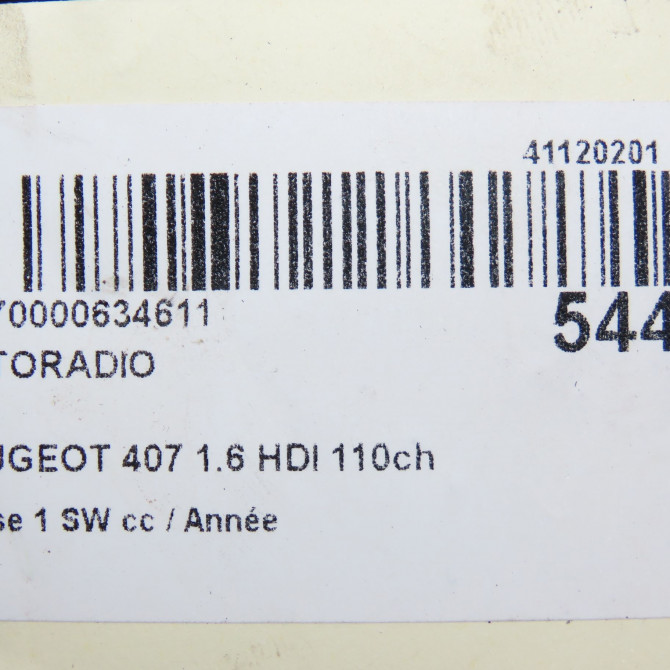 41120201
70000634611
544
TORADIO
UGEOT 407 1.6 HDI 110ch
se 1 SW cc / Année